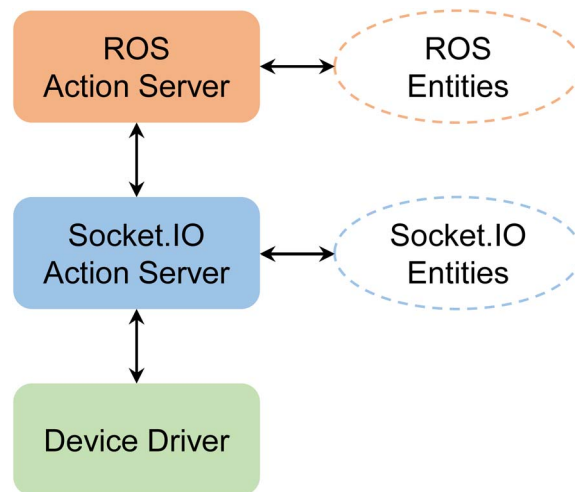 ROS
Action Server
ROS
Entities
Socket.IO
Action Server
Socket.IO
Entities
Device Driver